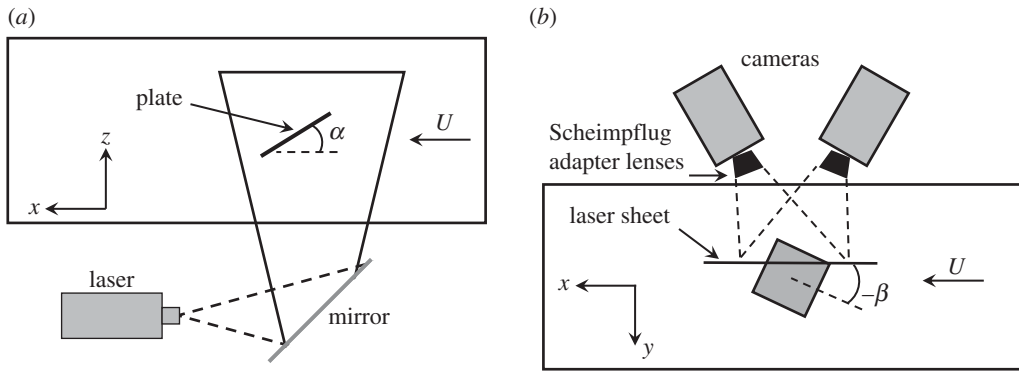 (a)
plate
α
U
z
x
laser
mirror
(b)
cameras
Scheimpflug
adapter lenses
laser sheet
x
U
–β
y